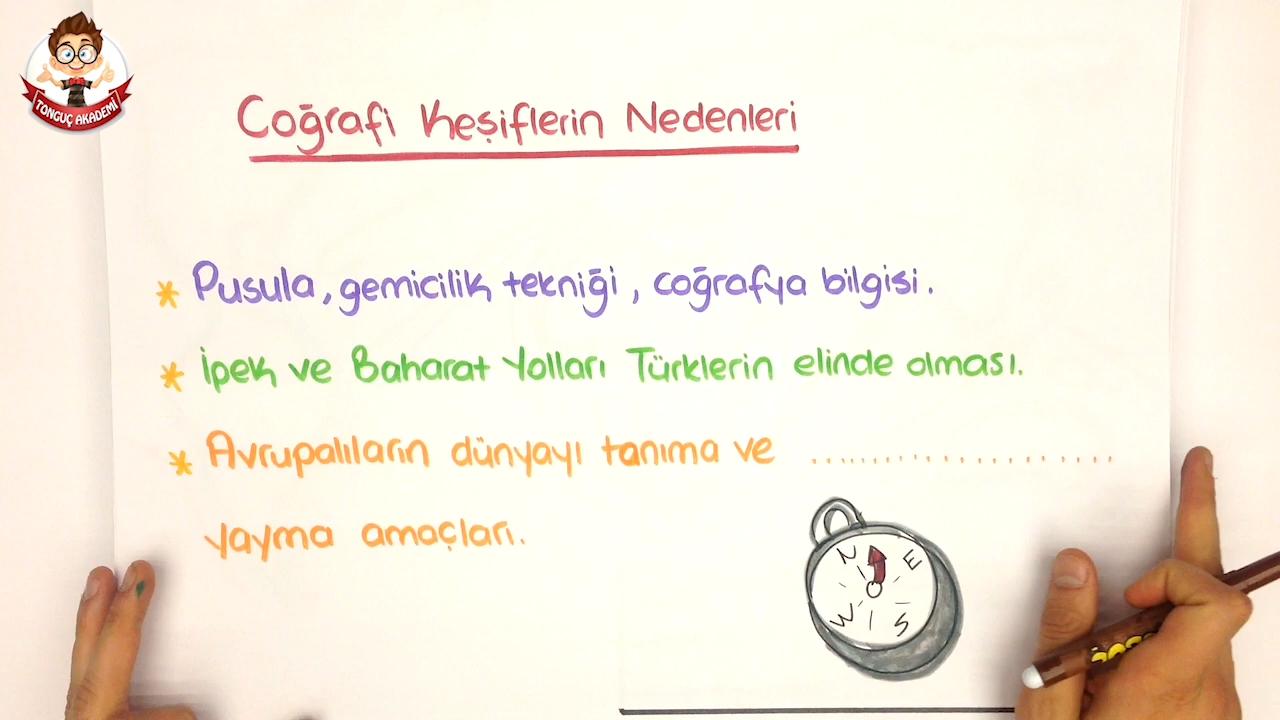 TONGUÇ AKADEMİ
Coğrafi Keşiflerin Nedenleri
* Pusula, gemicilik tekniği, coğrafya bilgisi.
* İpek ve Baharat Yolları Türklerin elinde olması.
* Avrupalıların dünyayı tanıma ve ......................
yayma amaçları.
N E
W S